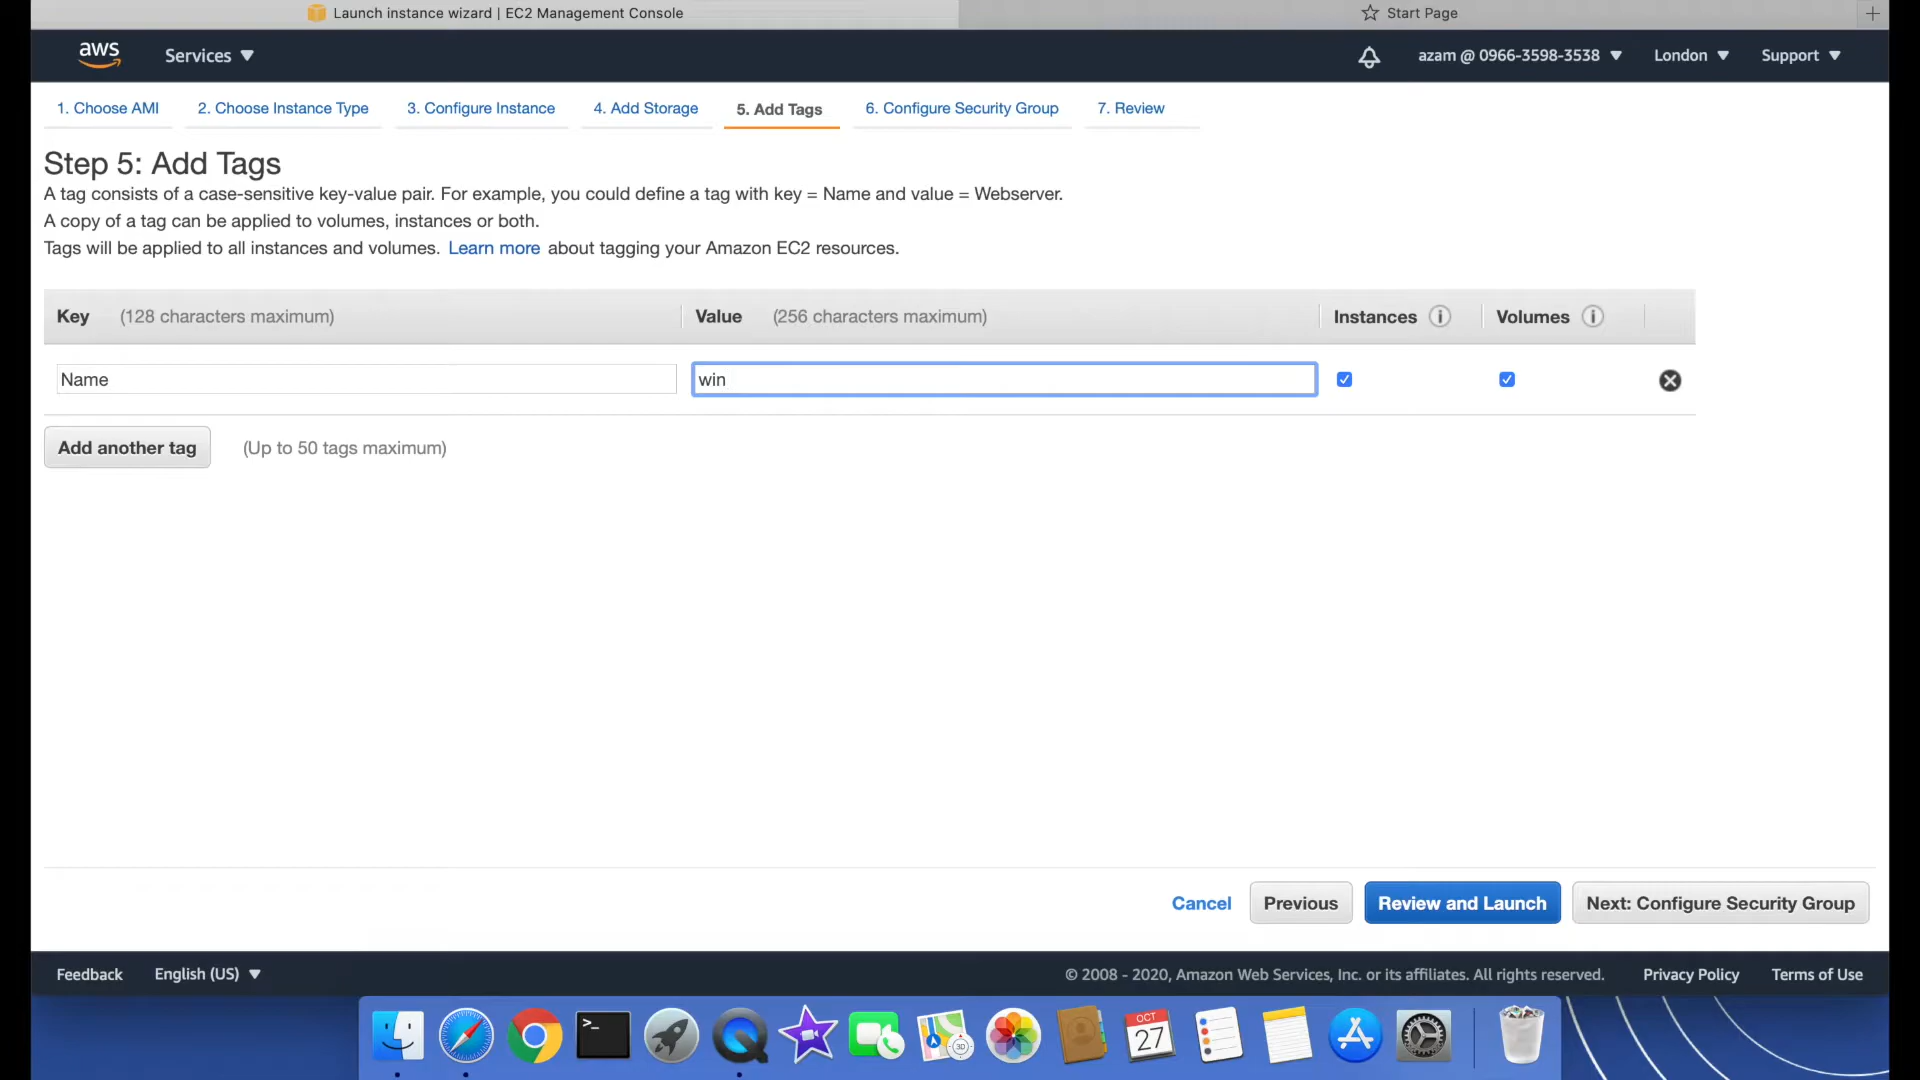 Launch instance wizard | EC2 Management Console
Start Page
aws
Services
azam @ 0966-3598-3538
London
Support
1. Choose AMI
2. Choose Instance Type
3. Configure Instance
4. Add Storage
5. Add Tags
6. Configure Security Group
7. Review
Step 5: Add Tags
A tag consists of a case-sensitive key-value pair. For example, you could define a tag with key = Name and value = Webserver.
A copy of a tag can be applied to volumes, instances or both.
Tags will be applied to all instances and volumes. Learn more about tagging your Amazon EC2 resources.
Key (128 characters maximum)
Value (256 characters maximum)
Instances
Volumes
Name
win
Add another tag
(Up to 50 tags maximum)
Cancel
Previous
Review and Launch
Next: Configure Security Group
Feedback
English (US)
© 2008 - 2020, Amazon Web Services, Inc. or its affiliates. All rights reserved.
Privacy Policy
Terms of Use
>_
3D
OCT
27